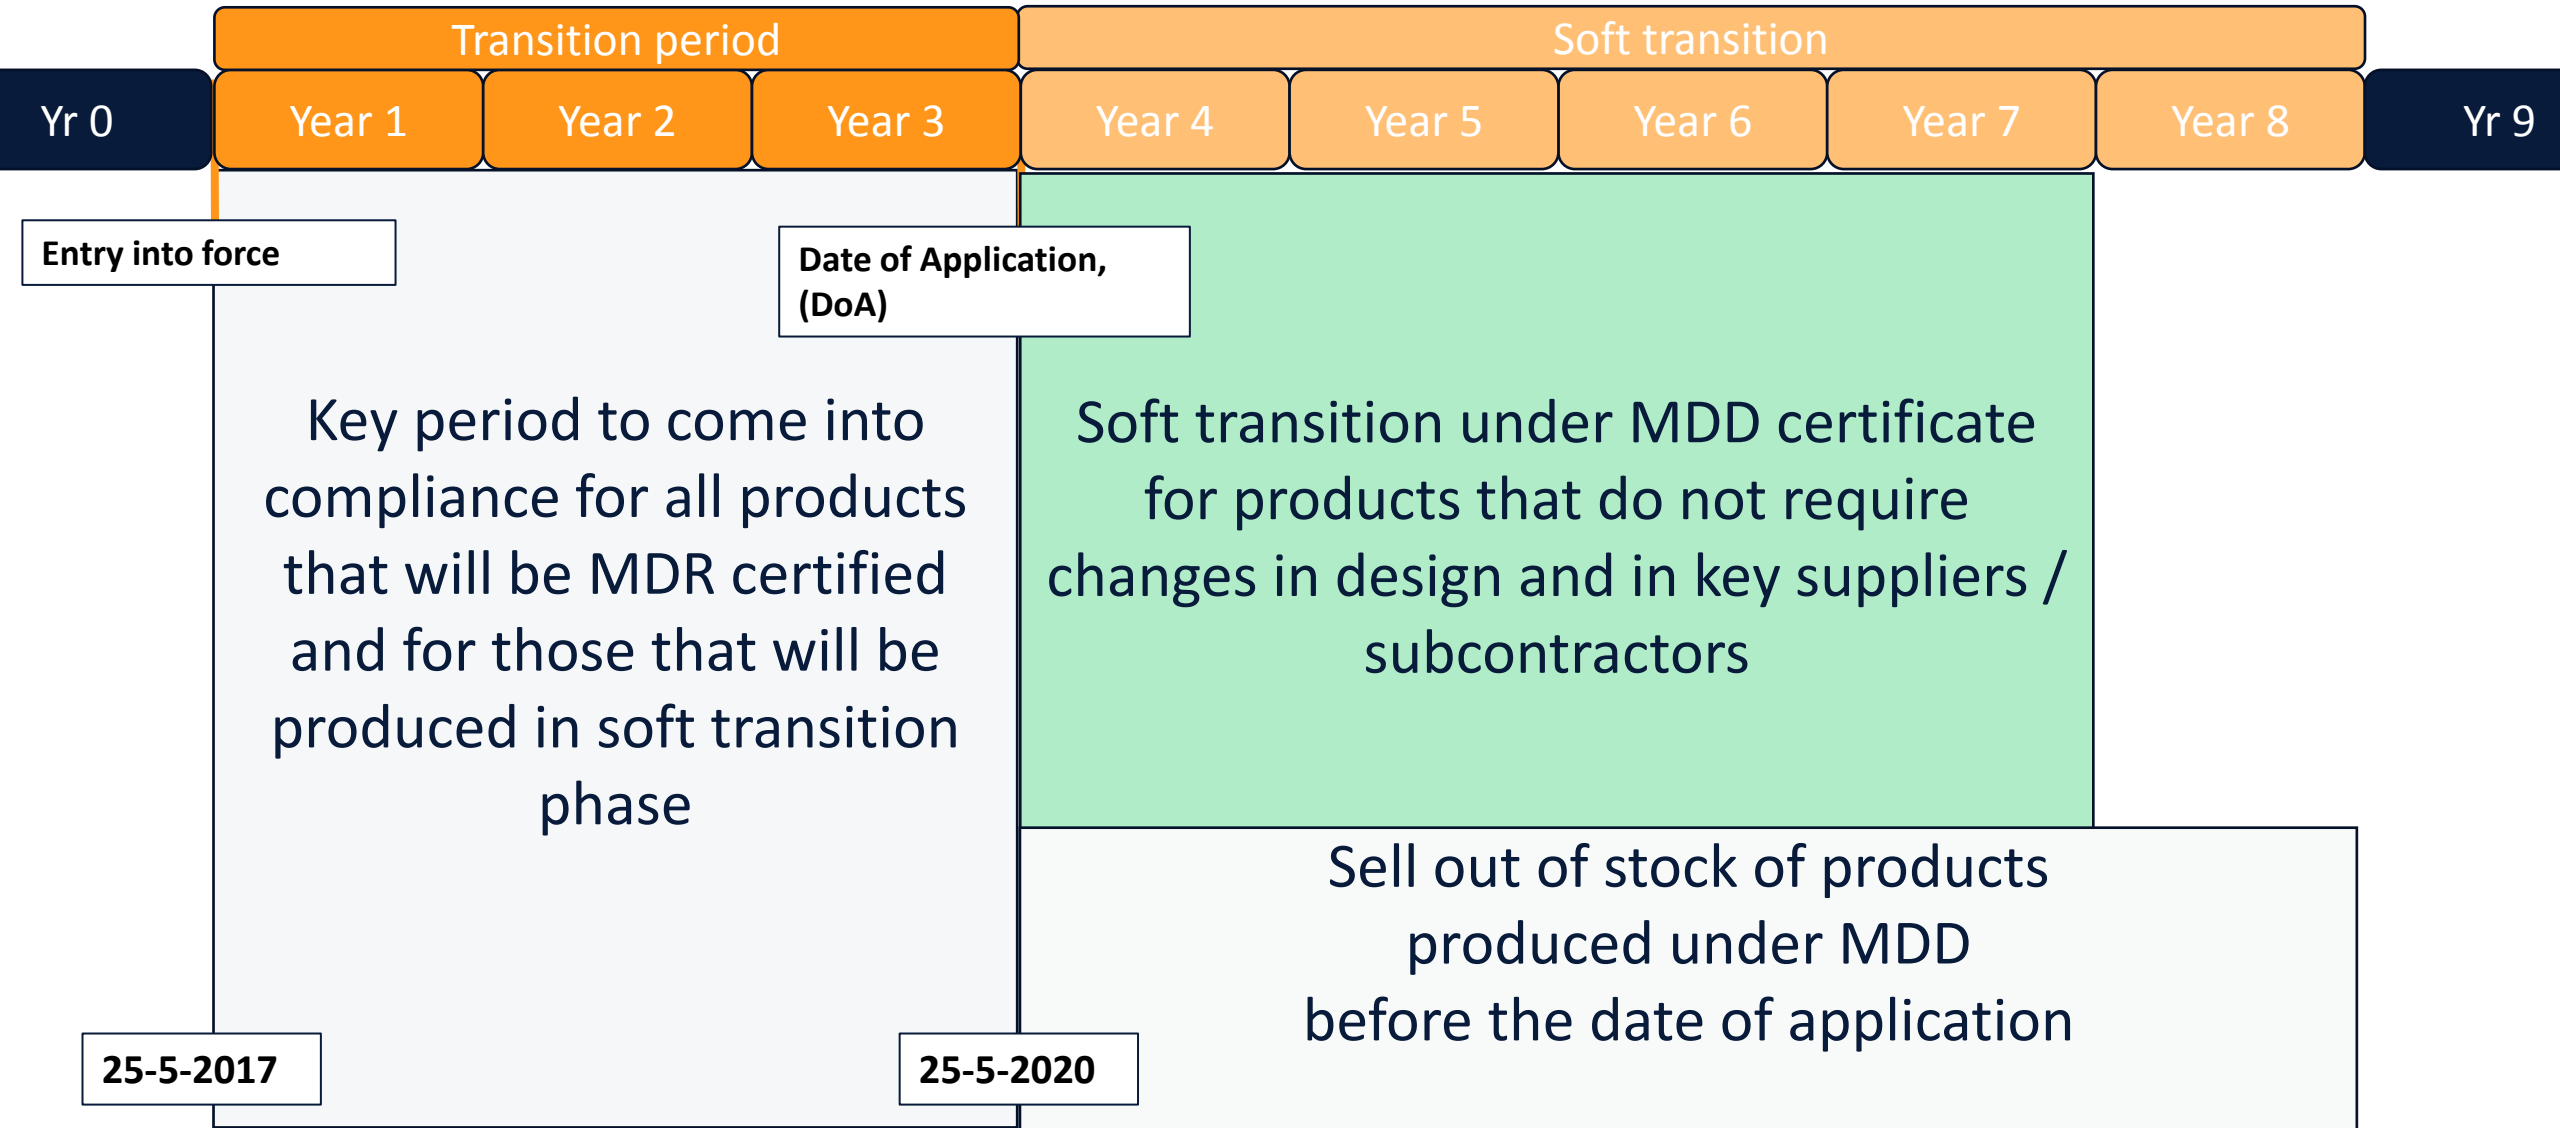 Transition period
Soft transition
Yr 0
Year 1
Year 2
Year 3
Year 4
Year 5
Year 6
Year 7
Year 8
Yr 9
Entry into force
Date of Application,
(DoA)
Key period to come into
compliance for all products
that will be MDR certified
and for those that will be
produced in soft transition
phase
Soft transition under MDD certificate
for products that do not require
changes in design and in key suppliers /
subcontractors
Sell out of stock of products
produced under MDD
before the date of application
25-5-2017
25-5-2020